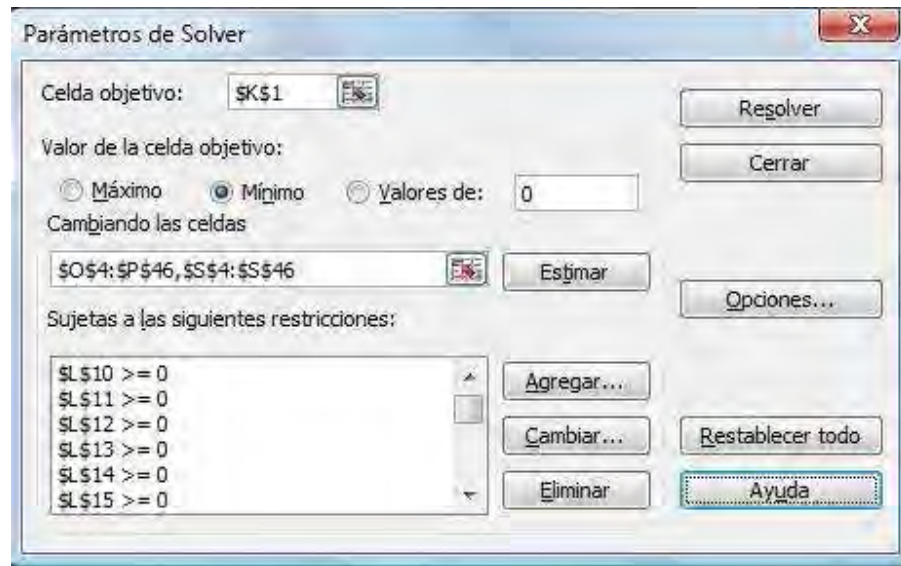 Parámetros de Solver
Celda objetivo: $K$1
Resolver
Valor de la celda objetivo:
Cerrar
Máximo Mínimo Valores de: 0
Cambiando las celdas
$O$4:$P$46,$S$4:$S$46 Estimar
Opciones...
Sujetas a las siguientes restricciones:
$L$10 >= 0
$L$11 >= 0
$L$12 >= 0
$L$13 >= 0
$L$14 >= 0
$L$15 >= 0
Agregar...
Cambiar... Restablecer todo
Eliminar Ayuda